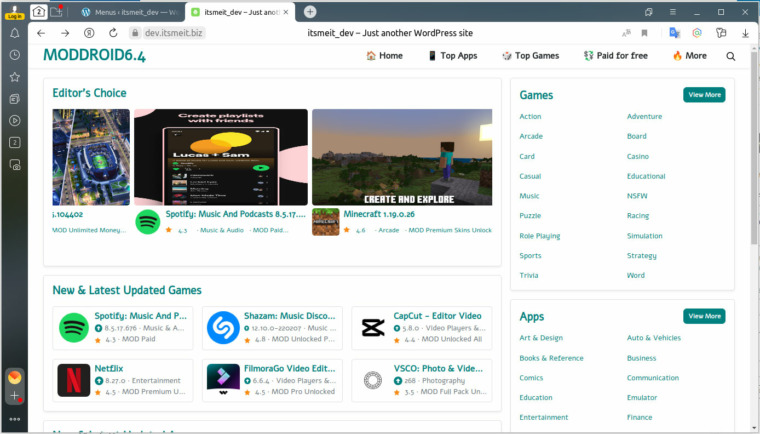 Log in
2
Menus ‹ itsmeit_dev — Wo
itsmeit_dev – Just anothe
dev.itsmeit.biz
itsmeit_dev – Just another WordPress site
MODDROID6.4
Home
Top Apps
Top Games
Paid for free
More
Editor's Choice
Create playlists
with friends
Lucas + Sam
CREATE AND EXPLORE
5.104402
MOD Unlimited Money...
Spotify: Music And Podcasts 8.5.17....
4.3 · Music & Audio · MOD Paid...
Minecraft 1.19.0.26
4.6 · Arcade · MOD Premium Skins Unlock
New & Latest Updated Games
Spotify: Music And P...
8.5.17.676 · Music & A...
4.3 · MOD Paid
Shazam: Music Disco...
12.10.0-220207 · Music ...
4.8 · MOD Unlocked P...
CapCut - Editor Video
5.8.0 · Video Players &...
4.4 · MOD Unlocked All
Netflix
8.27.0 · Entertainment
4.5 · MOD Premium U...
FilmoraGo Video Edit...
6.6.4 · Video Players &...
4.5 · MOD Pro Unlocked
VSCO: Photo & Vide...
268 · Photography
3.5 · MOD Full Pack Un...
Games
View More
Action
Adventure
Arcade
Board
Card
Casino
Casual
Educational
Music
NSFW
Puzzle
Racing
Role Playing
Simulation
Sports
Strategy
Trivia
Word
Apps
View More
Art & Design
Auto & Vehicles
Books & Reference
Business
Comics
Communication
Education
Emulator
Entertainment
Finance